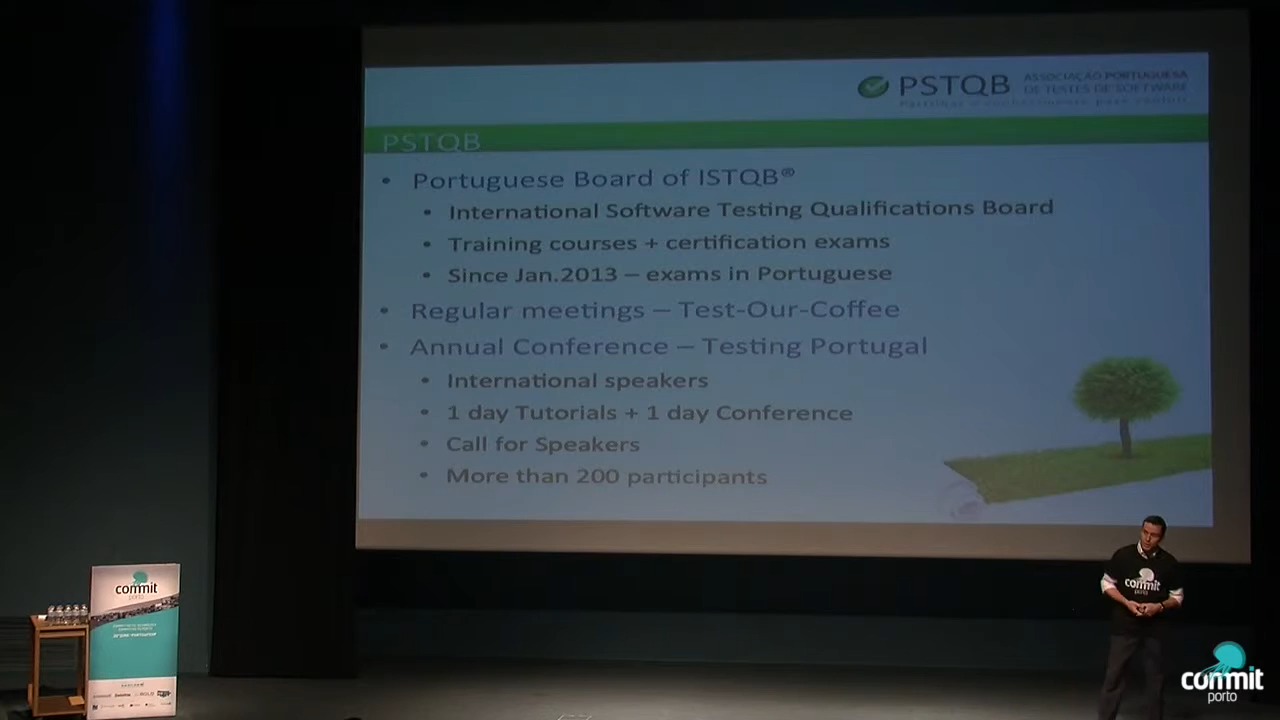 PSTQB ASSOCIAÇÃO PORTUGUESA
DE TESTES DE SOFTWARE
PSTQB
• Portuguese Board of ISTQB®
• International Software Testing Qualifications Board
• Training courses + certification exams
• Since Jan.2013 – exams in Portuguese
• Regular meetings – Test-Our-Coffee
• Annual Conference – Testing Portugal
• International speakers
• 1 day Tutorials + 1 day Conference
• Call for Speakers
• More than 200 participants
commit
porto
commit
porto
commit
porto